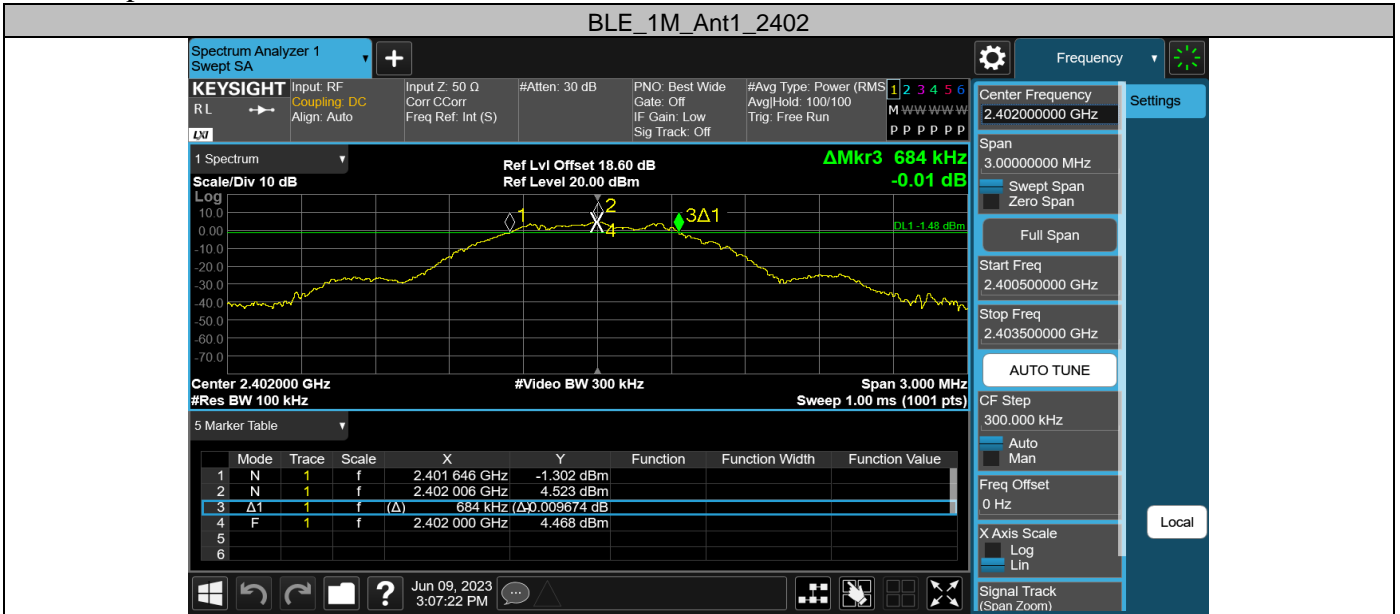 BLE_1M_Ant1_2402
Spectrum Analyzer 1
Swept SA
+
Frequency
KEYSIGHT
RL
LXI
Input: RF
Coupling: DC
Align: Auto
Input Z: 50 Ω
Corr CCorr
Freq Ref: Int (S)
#Atten: 30 dB
PNO: Best Wide
Gate: Off
IF Gain: Low
Sig Track: Off
#Avg Type: Power (RMS
Avg|Hold: 100/100
Trig: Free Run
1 2 3 4 5 6
M W W W W W
P P P P P P
1 Spectrum
Scale/Div 10 dB
Ref Lvl Offset 18.60 dB
Ref Level 20.00 dBm
ΔMkr3 684 kHz
-0.01 dB
Log
10.0
0.00
-10.0
-20.0
-30.0
-40.0
-50.0
-60.0
-70.0
1
2
4
3Δ1
DL1 -1.48 dBm
Center 2.402000 GHz
#Video BW 300 kHz
Span 3.000 MHz
#Res BW 100 kHz
Sweep 1.00 ms (1001 pts)
5 Marker Table
Mode Trace Scale X Y Function Function Width Function Value
1 N 1 f 2.401 646 GHz -1.302 dBm
2 N 1 f 2.402 006 GHz 4.523 dBm
3 Δ1 1 f (Δ) 684 kHz (Δ) -0.009674 dB
4 F 1 f 2.402 000 GHz 4.468 dBm
5
6
Center Frequency
2.402000000 GHz
Span
3.00000000 MHz
Swept Span
Zero Span
Full Span
Start Freq
2.400500000 GHz
Stop Freq
2.403500000 GHz
AUTO TUNE
CF Step
300.000 kHz
Auto
Man
Freq Offset
0 Hz
X Axis Scale
Log
Lin
Signal Track
(Span Zoom)
Settings
Local
?
Jun 09, 2023
3:07:22 PM